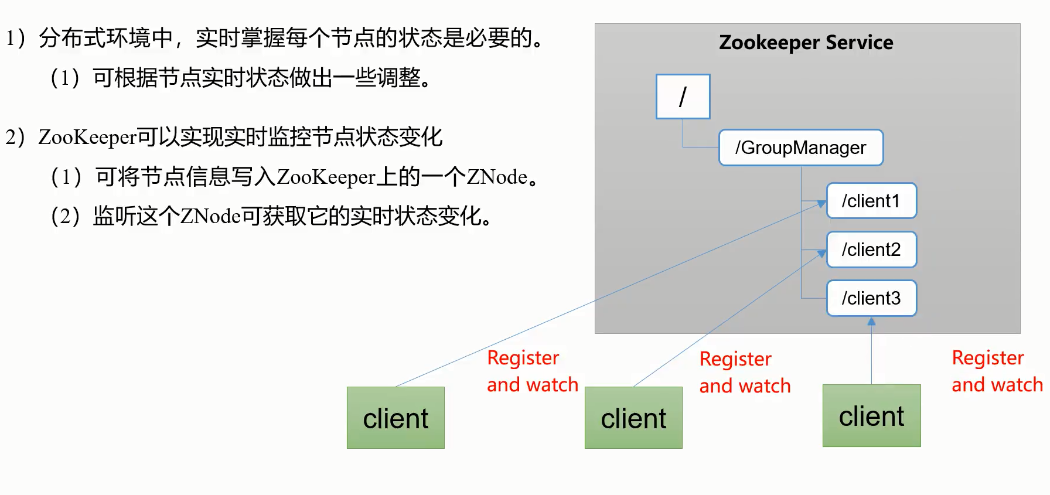 1）分布式环境中，实时掌握每个节点的状态是必要的。
（1）可根据节点实时状态做出一些调整。
2）ZooKeeper可以实现实时监控节点状态变化
（1）可将节点信息写入ZooKeeper上的一个ZNode。
（2）监听这个ZNode可获取它的实时状态变化。
Zookeeper Service
/
/GroupManager
/client1
/client2
/client3
Register
and watch
Register
and watch
Register
and watch
client
client
client